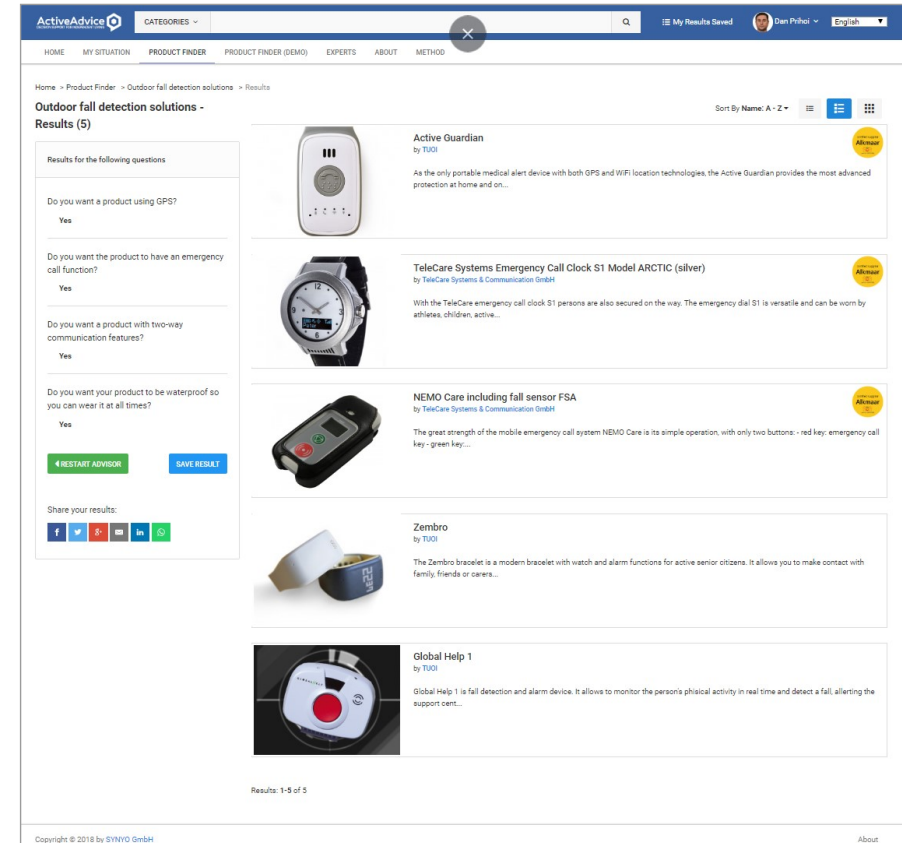 ActiveAdvice
CATEGORIES
My Results Saved
Dan Prihoi
English
HOME
MY SITUATION
PRODUCT FINDER
PRODUCT FINDER (DEMO)
EXPERTS
ABOUT
METHOD
Home > Product Finder > Outdoor fall detection solutions > Results
Outdoor fall detection solutions -
Results (5)
Sort By Name: A - Z
Results for the following questions
Do you want a product using GPS?
Yes
Do you want the product to have an emergency
call function?
Yes
Do you want a product with two-way
communication features?
Yes
Do you want your product to be waterproof so
you can wear it at all times?
Yes
RESTART ADVISOR
SAVE RESULT
Share your results:
Active Guardian
by TUOI
As the only portable medical alert device with both GPS and WiFi location technologies, the Active Guardian provides the most advanced
protection at home and on...
Alkmaar
TeleCare Systems Emergency Call Clock S1 Model ARCTIC (silver)
by TeleCare Systems & Communication GmbH
With the TeleCare emergency call clock S1 persons are also secured on the way. The emergency dial S1 is versatile and can be worn by
athletes, children, active...
Alkmaar
NEMO Care including fall sensor FSA
by TeleCare Systems & Communication GmbH
The great strength of the mobile emergency call system NEMO Care is its simple operation, with only two buttons: - red key: emergency call
key - green key:...
Alkmaar
Zembro
by TUOI
The Zembro bracelet is a modern bracelet with watch and alarm functions for active senior citizens. It allows you to make contact with
family, friends or carers...
Global Help 1
by TUOI
Global Help 1 is fall detection and alarm device. It allows to monitor the person's phisical activity in real time and detect a fall, allerting the
support cent...
Results: 1-5 of 5
Copyright © 2018 by SYNYO GmbH
About